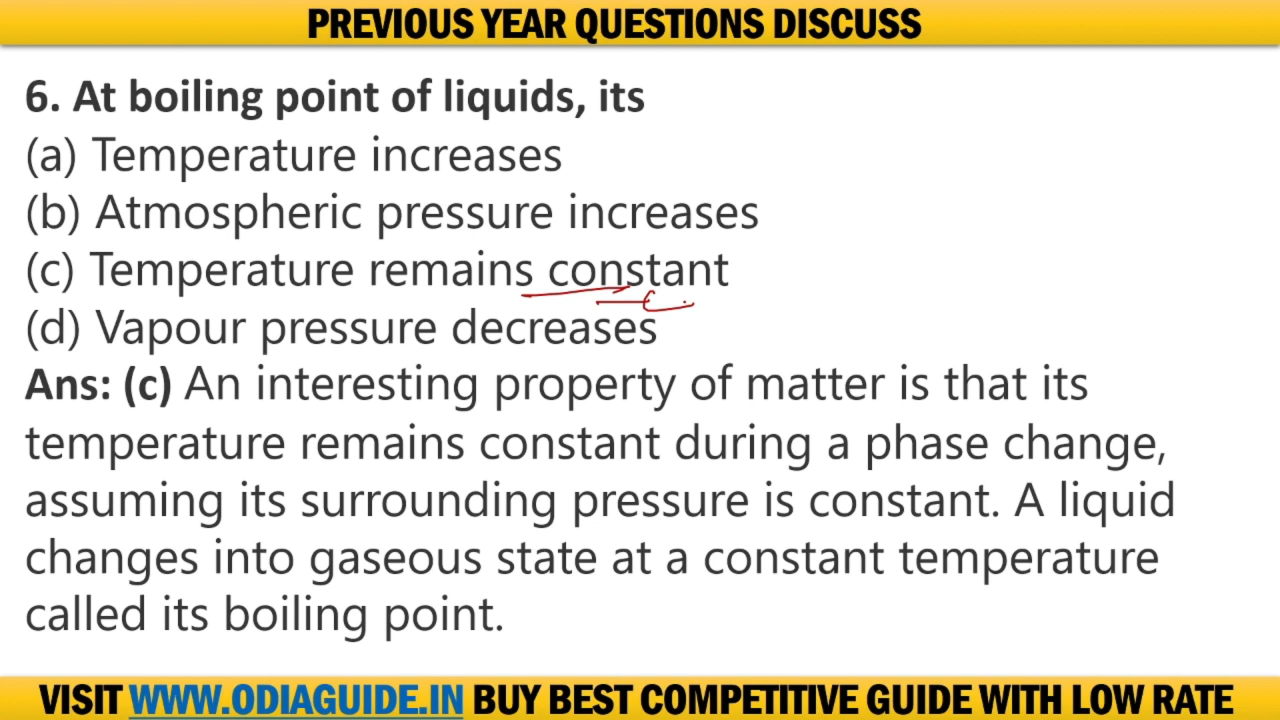 PREVIOUS YEAR QUESTIONS DISCUSS
6. At boiling point of liquids, its
(a) Temperature increases
(b) Atmospheric pressure increases
(c) Temperature remains constant
(d) Vapour pressure decreases
Ans: (c) An interesting property of matter is that its
temperature remains constant during a phase change,
assuming its surrounding pressure is constant. A liquid
changes into gaseous state at a constant temperature
called its boiling point.
VISIT WWW.ODIAGUIDE.IN BUY BEST COMPETITIVE GUIDE WITH LOW RATE